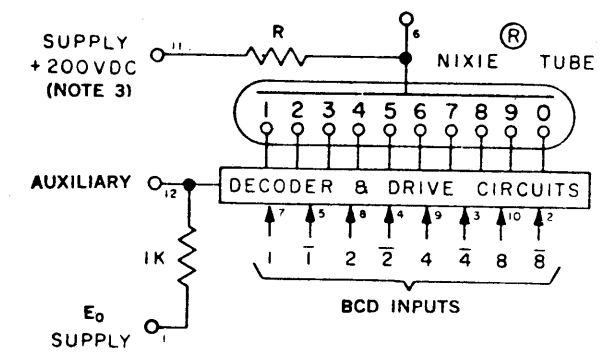 SUPPLY
+200VDC
(NOTE 3)
11
R
6
NIXIE ® TUBE
1 2 3 4 5 6 7 8 9 0
AUXILIARY
12
DECODER & DRIVE CIRCUITS
7 5 8 4 9 3 10 2
1 1̅ 2 2̅ 4 4̅ 8 8̅
1K
BCD INPUTS
E₀
SUPPLY
1